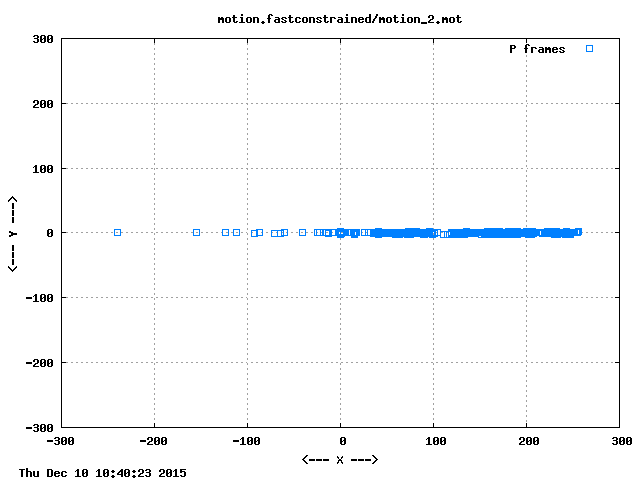 motion.fastconstrained/motion_2.mot
300
P frames
200
100
<--- Y --->
0
-100
-200
-300
-300 -200 -100 0 100 200 300
<--- X --->
Thu Dec 10 10:40:23 2015